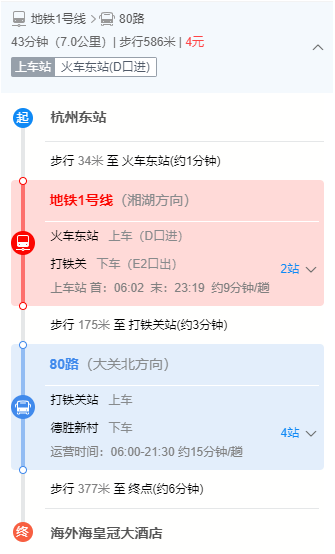 地铁1号线 > 80路
43分钟（7.0公里）| 步行586米 | 4元
上车站 火车东站(D口进)
起 杭州东站
步行 34米 至 火车东站(约1分钟)
地铁1号线（湘湖方向）
火车东站 上车（D口进）
打铁关 下车（E2口出）
2站
上车站 首：06:02 末：23:19 约9分钟/趟
步行 175米 至 打铁关站(约3分钟)
80路（大关北方向）
打铁关站 上车
德胜新村 下车
4站
运营时间：06:00-21:30 约15分钟/趟
步行 377米 至 终点(约6分钟)
终 海外海皇冠大酒店